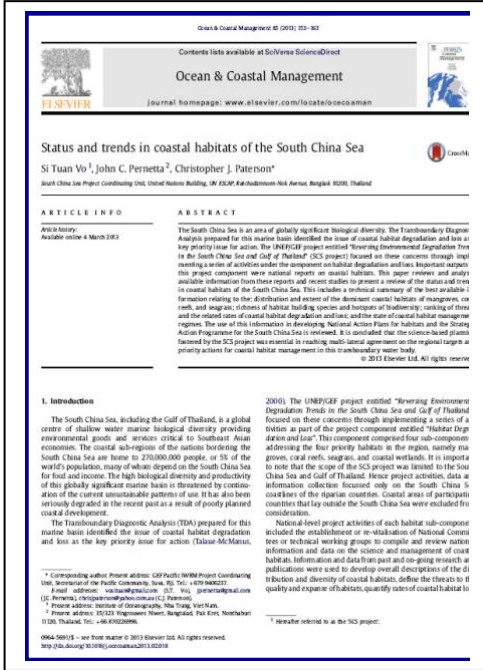 Ocean & Coastal Management 85 (2013) 153–163
Contents lists available at SciVerse ScienceDirect
Ocean & Coastal Management
journal homepage: www.elsevier.com/locate/ocecoaman
ELSEVIER
Status and trends in coastal habitats of the South China Sea
CrossMa
Si Tuan Vo 1, John C. Pernetta 2, Christopher J. Paterson*
South China Sea Project Coordinating Unit, United Nations Building, UN ESCAP, Ratchadamnoen-Nok Avenue, Bangkok 10200, Thailand
ARTICLE INFO
Article history:
Available online 4 March 2013
ABSTRACT
The South China Sea is an area of globally significant biological diversity. The Transboundary Diagnos
Analysis prepared for this marine basin identified the issue of coastal habitat degradation and loss a
key priority issue for action. The UNEP/GEF project entitled "Reversing Environmental Degradation Tren
in the South China Sea and Gulf of Thailand" (SCS project) focused on these concerns through impl
menting a series of activities under the component on habitat degradation and loss. Important outputs
this project component were national reports on coastal habitats. This paper reviews and analys
available information from these reports and recent studies to present a review of the status and tren
in coastal habitats of the South China Sea. This includes a technical summary of the best available i
formation relating to the: distribution and extent of the dominant coastal habitats of mangroves, co
reefs, and seagrass; richness of habitat building species and hotspots of biodiversity; ranking of threa
and the related rates of coastal habitat degradation and loss; and the state of coastal habitat manageme
regimes. The use of this information in developing National Action Plans for habitats and the Strateg
Action Programme for the South China Sea is reviewed. It is concluded that the science-based planni
fostered by the SCS project was essential in reaching multi-lateral agreement on the regional targets a
priority actions for coastal habitat management in this transboundary water body.
© 2013 Elsevier Ltd. All rights reserve
1. Introduction
The South China Sea, including the Gulf of Thailand, is a global
centre of shallow water marine biological diversity providing
environmental goods and services critical to Southeast Asian
economies. The coastal sub-regions of the nations bordering the
South China Sea are home to 270,000,000 people, or 5% of the
world's population, many of whom depend on the South China Sea
for food and income. The high biological diversity and productivity
of this globally significant marine basin is threatened by continu-
ation of the current unsustainable patterns of use. It has also been
seriously degraded in the recent past as a result of poorly planned
coastal development.
The Transboundary Diagnostic Analysis (TDA) prepared for this
marine basin identified the issue of coastal habitat degradation
and loss as the key priority issue for action (Talaue-McManus,
* Corresponding author. Present address: GEF Pacific IWRM Project Coordinating
Unit, Secretariat of the Pacific Community, Suva, Fiji. Tel.: +679 9406237.
E-mail addresses: vosituan@gmail.com (S.T. Vo), jpernetta@gmail.com
(J.C. Pernetta), chrispaterson@yahoo.com.au (C.J. Paterson).
1 Present address: Institute of Oceanography, Nha Trang, Viet Nam.
2 Present address: 35/323 Yingruawes Niwet, Bangtalad, Pak Kret, Nonthaburi
11120, Thailand. Tel.: +66 870226996.
0964-5691/$ – see front matter © 2013 Elsevier Ltd. All rights reserved.
http://dx.doi.org/10.1016/j.ocecoaman.2013.02.018
2000). The UNEP/GEF project entitled "Reversing Environment
Degradation Trends in the South China Sea and Gulf of Thailand
focused on these concerns through implementing a series of a
tivities as part of the project component entitled "Habitat Degr
dation and Loss". This component comprised four sub-componen
addressing the four priority habitats in the region, namely ma
groves, coral reefs, seagrass, and coastal wetlands. It is importa
to note that the scope of the SCS project was limited to the Sou
China Sea and Gulf of Thailand. Hence project activities, data an
information collection focussed only on the South China S
coastlines of the riparian countries. Coastal areas of participati
countries that lay outside the South China Sea were excluded fro
consideration.
National-level project activities of each habitat sub-compone
included the establishment or re-vitalisation of National Commi
tees or technical working groups to compile and review nation
information and data on the science and management of coast
habitats. Information and data from past and on-going research an
publications were used to develop overall descriptions of the di
tribution and diversity of coastal habitats, define the threats to th
quality and expanse of habitats, quantify rates of coastal habitat lo
3 Hereafter referred to as the SCS project.